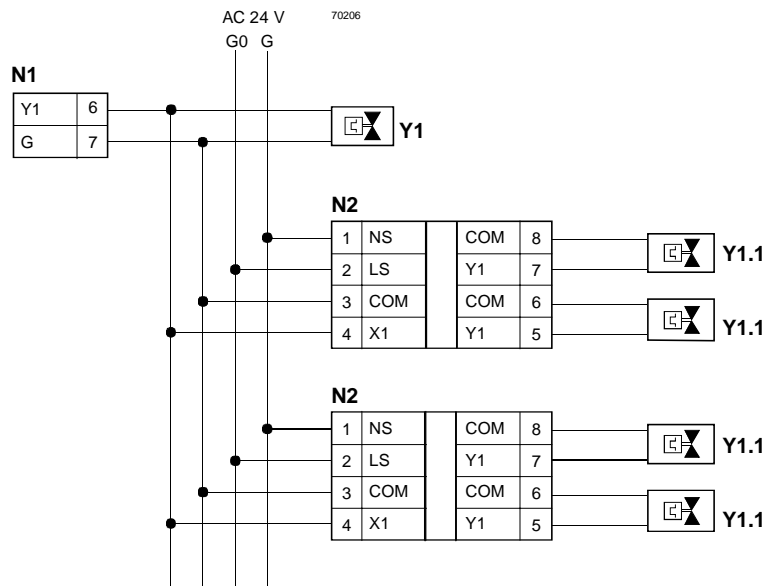 AC 24 V 70206
G0 G
N1
Y1 6
G 7
Y1
N2
1 NS COM 8
2 LS Y1 7
3 COM COM 6
4 X1 Y1 5
Y1.1
Y1.1
N2
1 NS COM 8
2 LS Y1 7
3 COM COM 6
4 X1 Y1 5
Y1.1
Y1.1